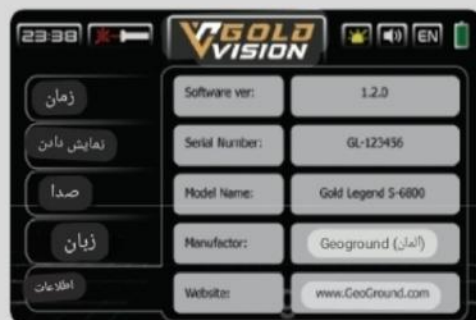 23:38
GOLD VISION
EN
زمان
نمایش دادن
صدا
زبان
اطلاعات
Software ver: 1.2.0
Serial Number: GL-123456
Model Name: Gold Legend S-6800
Manufactor: Geoground (آلمان)
Website: www.GeoGround.com